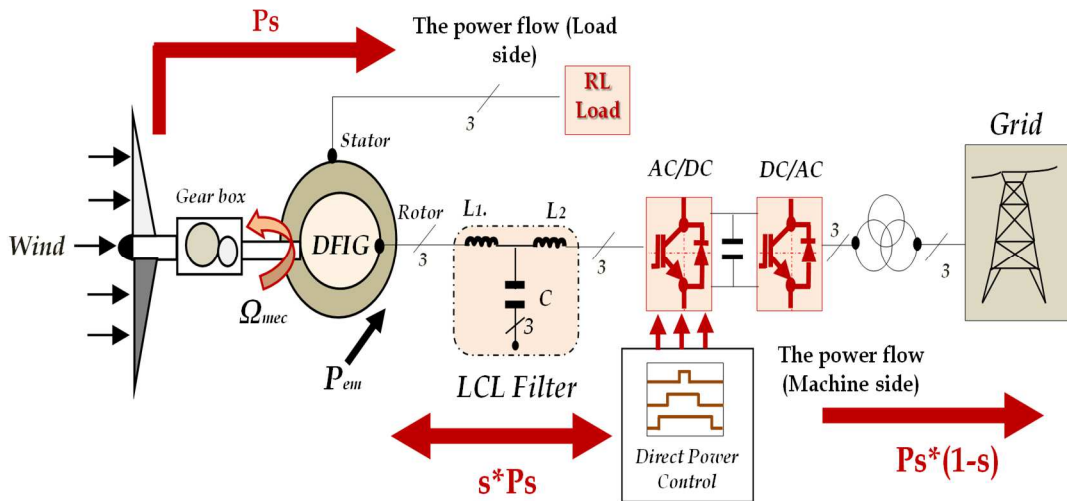 Ps
The power flow (Load
side)
RL
Load
3
Stator
Grid
AC/DC
DC/AC
Gear box
Rotor
L1.
L2
Wind
DFIG
3
3
3
3
C
3
Ωmec
Pem
LCL Filter
The power flow
(Machine side)
s*Ps
Direct Power
Control
Ps*(1-s)